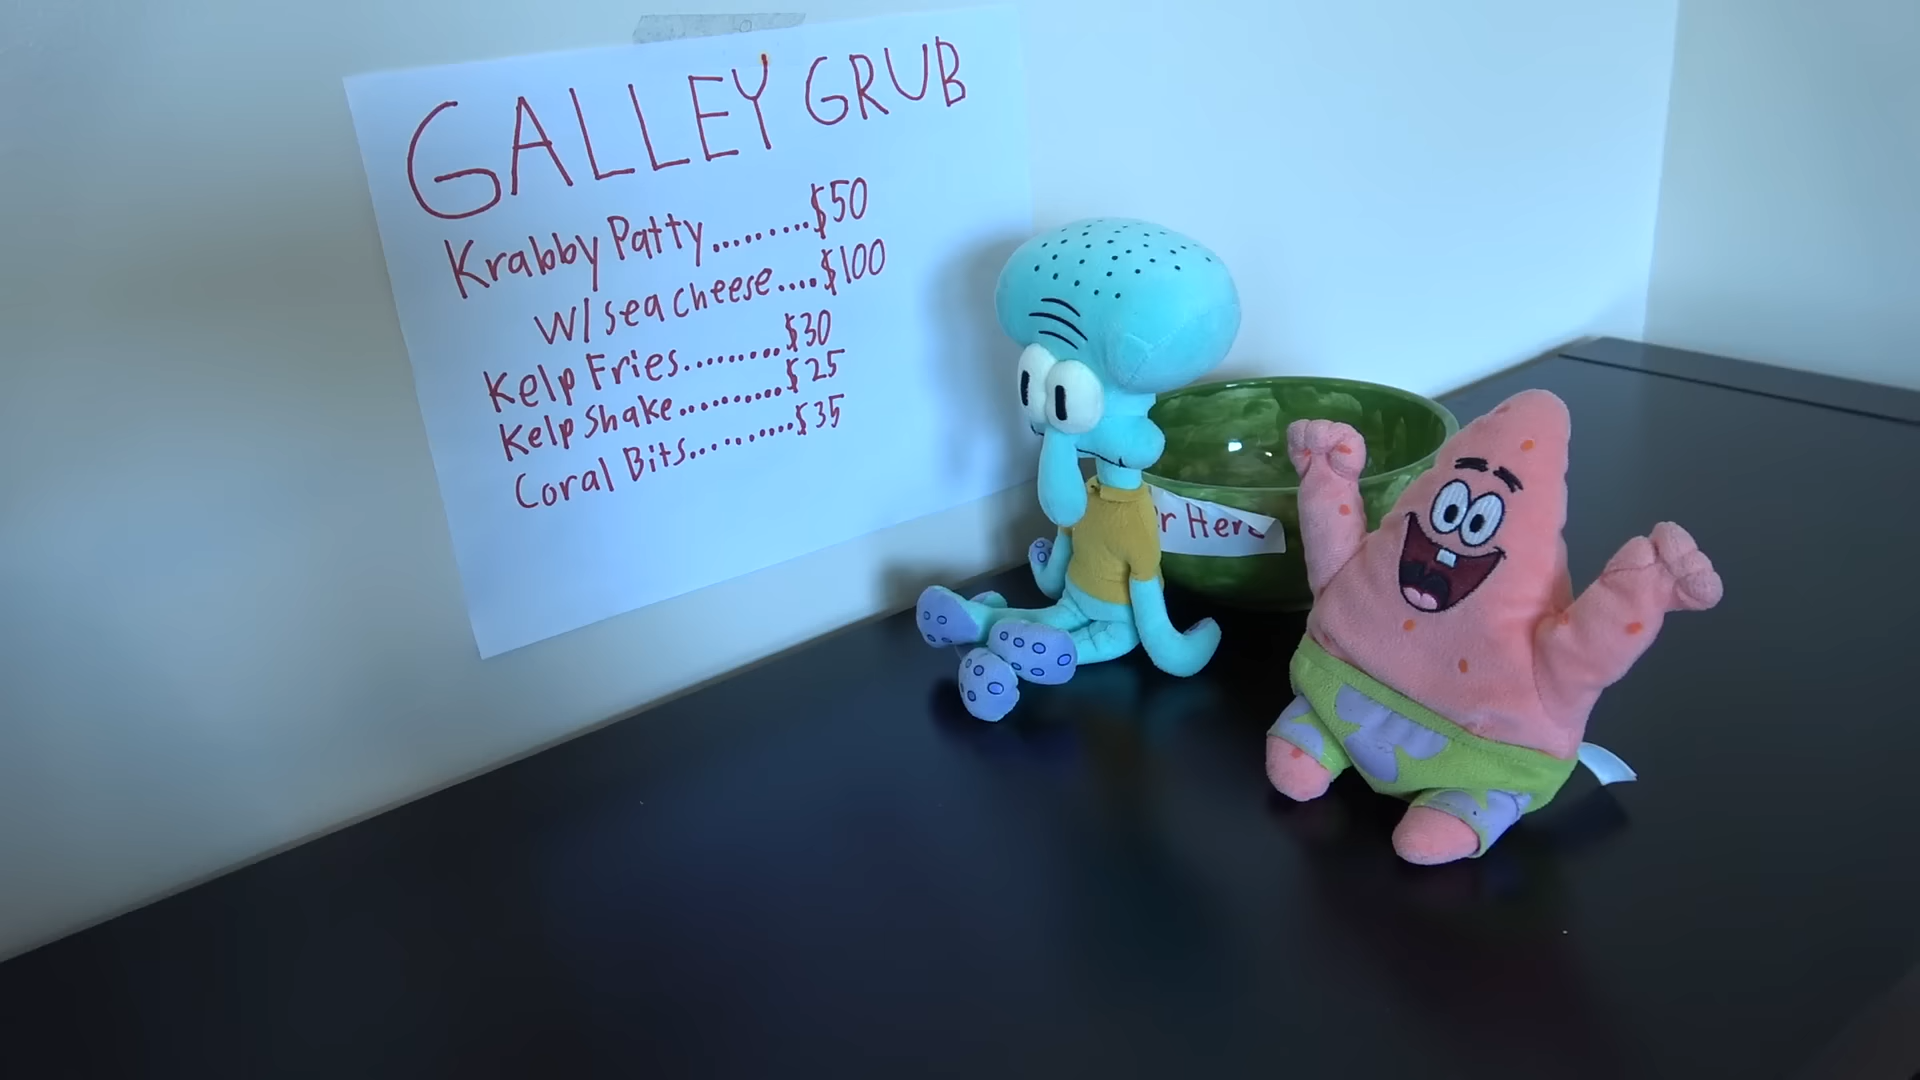 GALLEY GRUB
Krabby Patty.........$50
W/ sea cheese....$100
Kelp Fries.........$30
Kelp Shake..........$25
Coral Bits..........$35
r Here